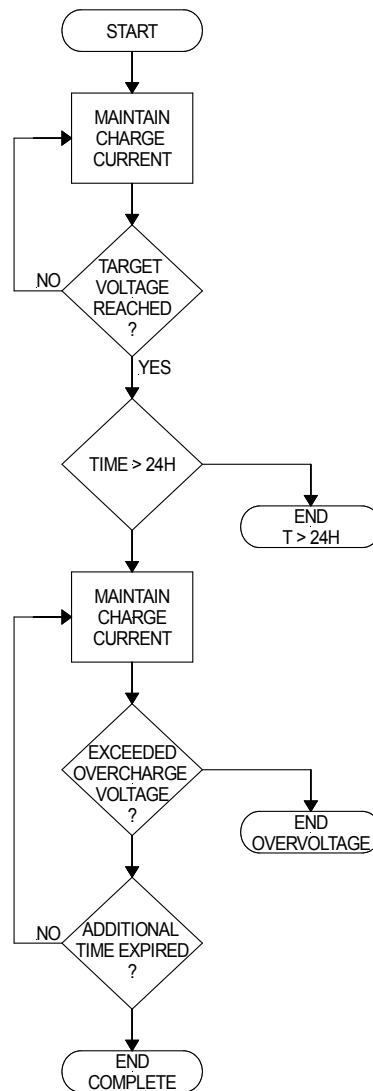 START
MAINTAIN
CHARGE
CURRENT
NO
TARGET
VOLTAGE
REACHED
?
YES
TIME > 24H
END
T > 24H
MAINTAIN
CHARGE
CURRENT
EXCEEDED
OVERCHARGE
VOLTAGE
?
END
OVERVOLTAGE
NO
ADDITIONAL
TIME EXPIRED
?
END
COMPLETE